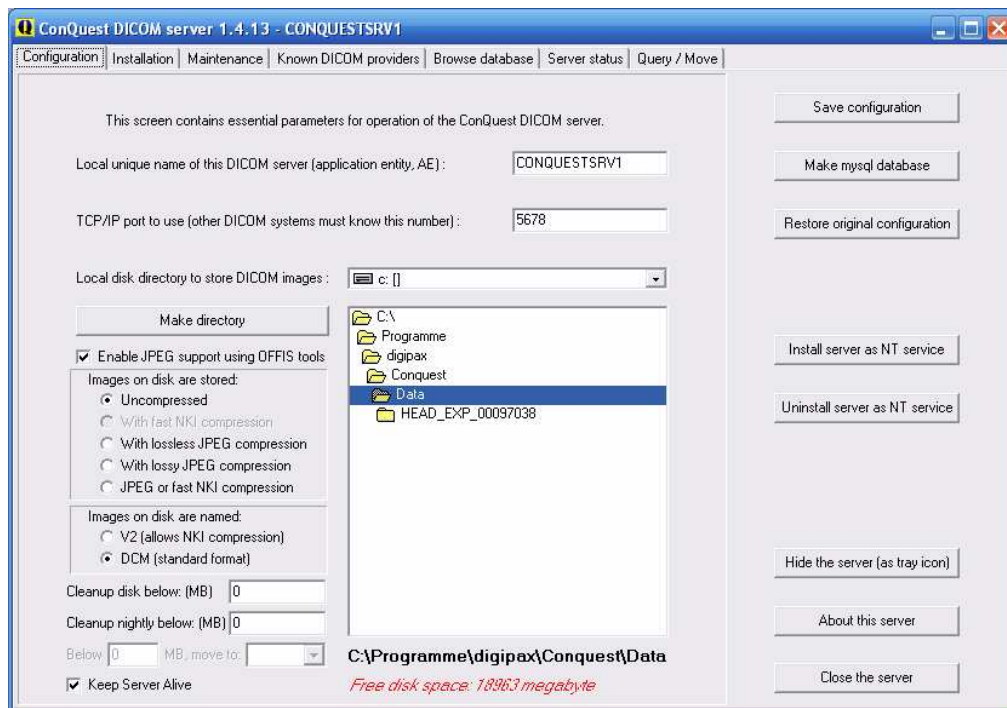 ConQuest DICOM server 1.4.13 - CONQUESTSRV1
Configuration Installation Maintenance Known DICOM providers Browse database Server status Query / Move
This screen contains essential parameters for operation of the ConQuest DICOM server.
Local unique name of this DICOM server (application entity, AE) : CONQUESTSRV1
TCP/IP port to use (other DICOM systems must know this number) : 5678
Local disk directory to store DICOM images : c: []
Make directory
Enable JPEG support using OFFIS tools
Images on disk are stored:
Uncompressed
With fast NKI compression
With lossless JPEG compression
With lossy JPEG compression
JPEG or fast NKI compression
Images on disk are named:
V2 (allows NKI compression)
DCM (standard format)
Cleanup disk below: (MB) 0
Cleanup nightly below: (MB) 0
Below 0 MB, move to:
Keep Server Alive
C:\
Programme
digipax
Conquest
Data
HEAD_EXP_00097038
C:\Programme\digipax\Conquest\Data
Free disk space: 18963 megabyte
Save configuration
Make mysql database
Restore original configuration
Install server as NT service
Uninstall server as NT service
Hide the server (as tray icon)
About this server
Close the server